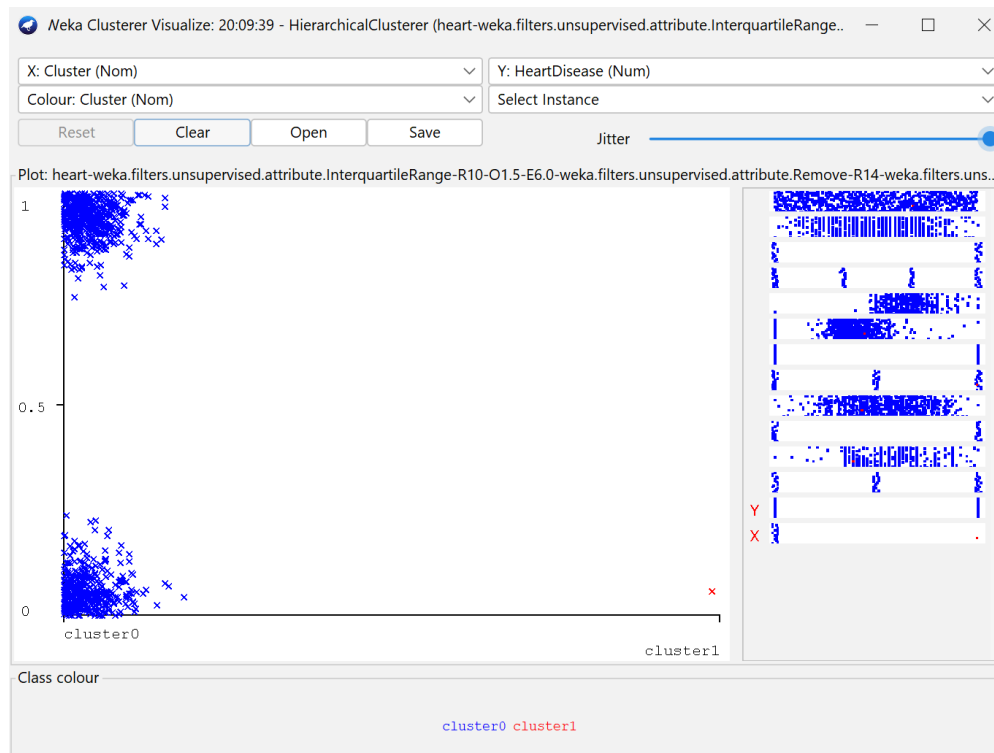 Weka Clusterer Visualize: 20:09:39 - HierarchicalClusterer (heart-weka.filters.unsupervised.attribute.InterquartileRange..
X: Cluster (Nom)
Y: HeartDisease (Num)
Colour: Cluster (Nom)
Select Instance
Reset
Clear
Open
Save
Jitter
Plot: heart-weka.filters.unsupervised.attribute.InterquartileRange-R10-O1.5-E6.0-weka.filters.unsupervised.attribute.Remove-R14-weka.filters.uns...
1
0.5
0
cluster0
cluster1
Y
X
Class colour
cluster0 cluster1